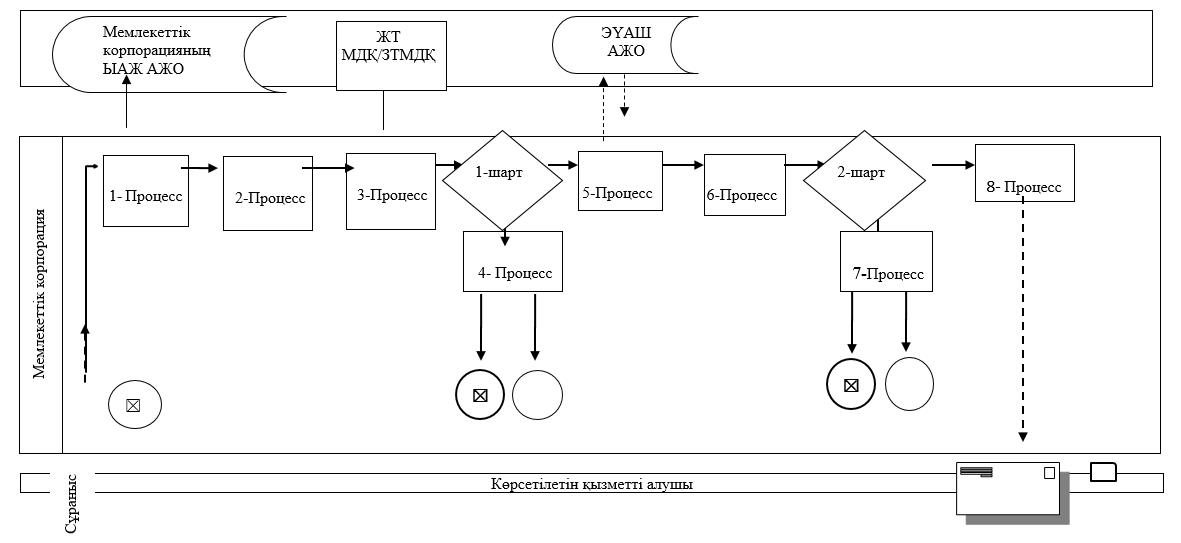 Мемлекеттік
корпорацияның
ЫАЖ АЖО
ЖТ
МДҚ/ЗТМДҚ
ЭҮАШ
АЖО
Мемлекеттік корпорация
1- Процесс
2-Процесс
3-Процесс
1-шарт
5-Процесс
6-Процесс
2-шарт
8- Процесс
4- Процесс
7-Процесс
Сұраныс
Көрсетілетін қызметті алушы